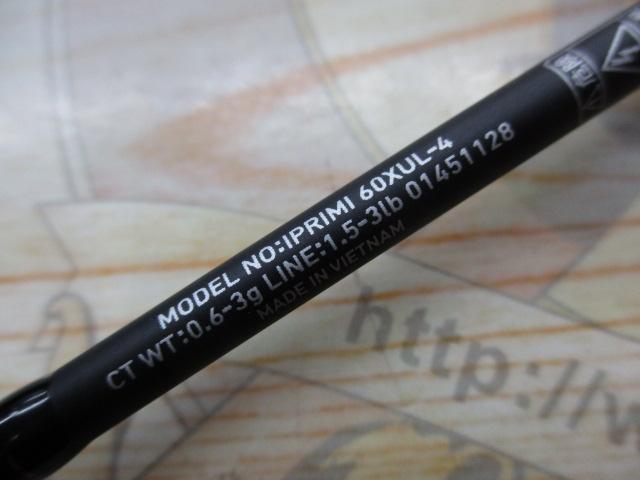 MODEL NO:IPRIMI 60XUL-4
CT WT:0.6-3g LINE:1.5-3lb 01451128
MADE IN VIETNAM
http://w